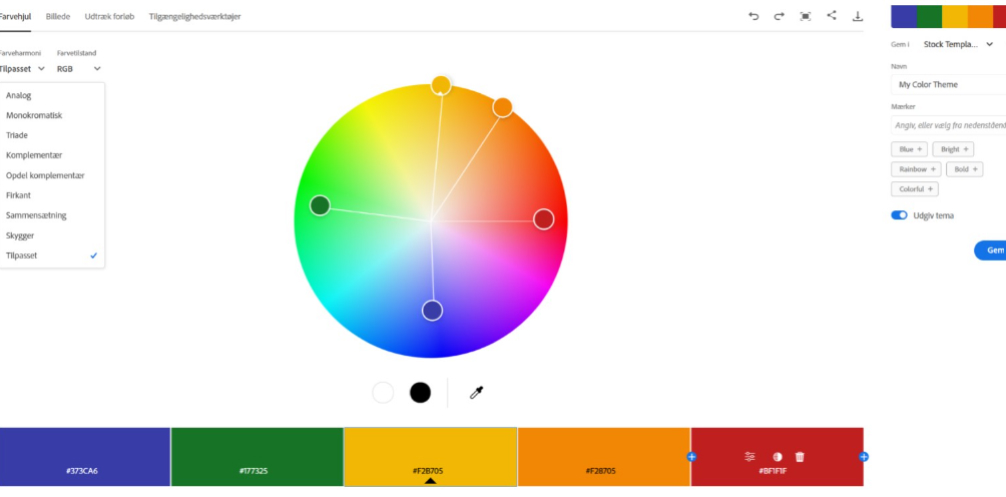 Farvehjul Billede Udtræk forløb Tilgængelighedsværktøjer
Farveharmoni Farvetilstand
Tilpasset RGB
Analog
Monokromatisk
Triade
Komplementær
Opdel komplementær
Firkant
Sammensætning
Skygger
Tilpasset
#373CA6 #177325 #F2B705 #F28705 #BF1F1F
Gem i Stock Templa...
Navn
My Color Theme
Mærker
Angiv, eller vælg fra nedenstående
Blue + Bright +
Rainbow + Bold +
Colorful +
Udgiv tema
Gem